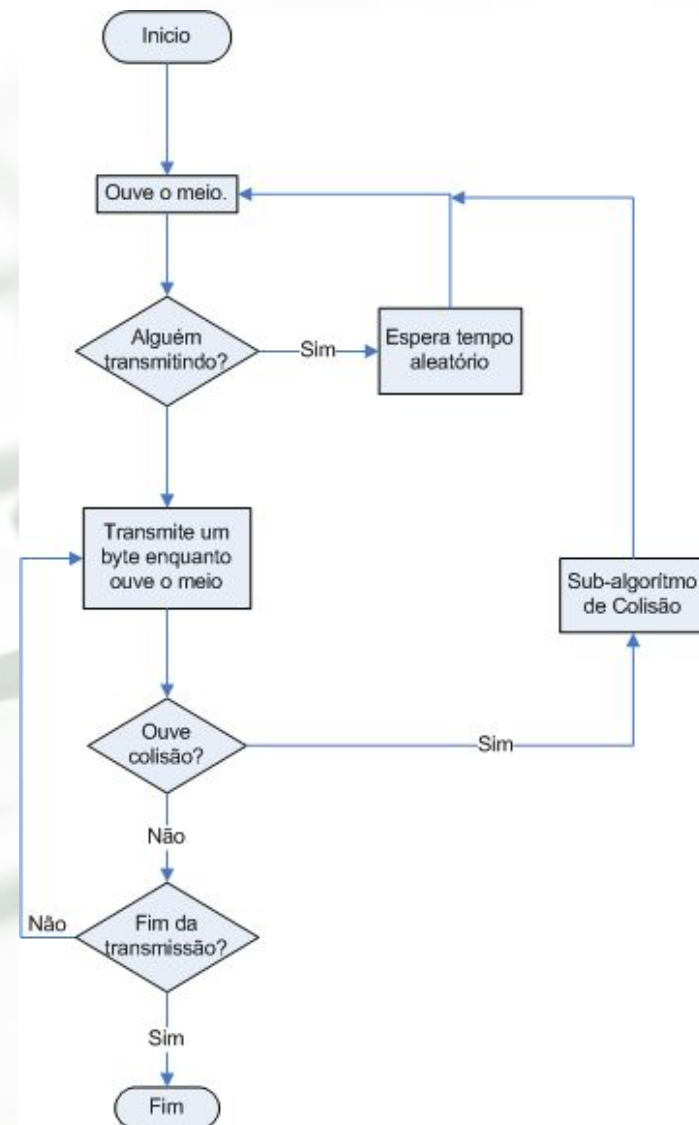 Inicio
Ouve o meio.
Alguém
transmitindo?
Sim
Espera tempo
aleatório
Transmite um
byte enquanto
ouve o meio
Sub-algorítmo
de Colisão
Ouve
colisão?
Sim
Não
Fim da
transmissão?
Não
Sim
Fim